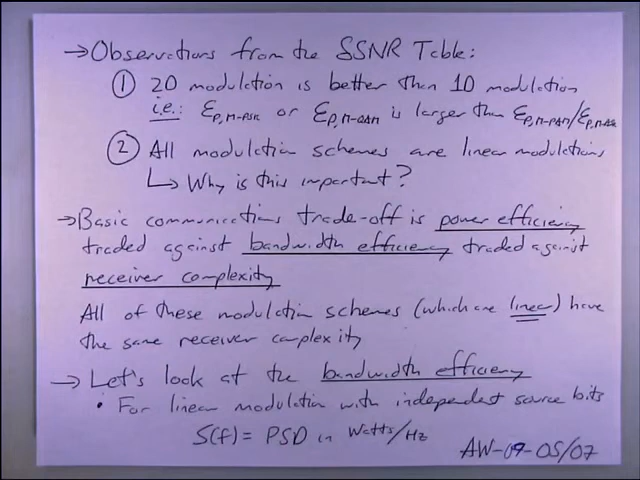 →Observations from the SSNR Table:
① 2D modulation is better than 1D modulation
i.e.: εP,M-PSK or εP,M-QAM is larger than εP,M-PAM/εP,M-ASK
② All modulation schemes are linear modulations
↳ Why is this important?
→Basic communications trade-off is power efficiency
traded against bandwidth efficiency traded against
receiver complexity
All of these modulation schemes (which are linear) have
the same receiver complexity
→ Let's look at the bandwidth efficiency
• For linear modulation with independent source bits
S(f) = PSD in Watts/Hz
AW-09-05/07